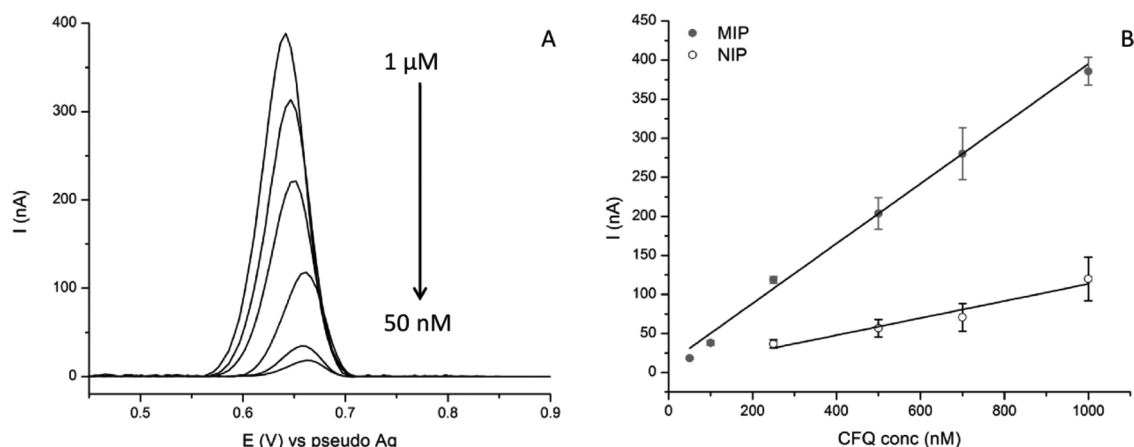 A
400
300
200
100
0
I (nA)
1 μM
50 nM
0.5 0.6 0.7 0.8 0.9
E (V) vs pseudo Ag
B
MIP
NIP
450
400
350
300
250
200
150
100
50
0
I (nA)
0 200 400 600 800 1000
CFQ conc (nM)